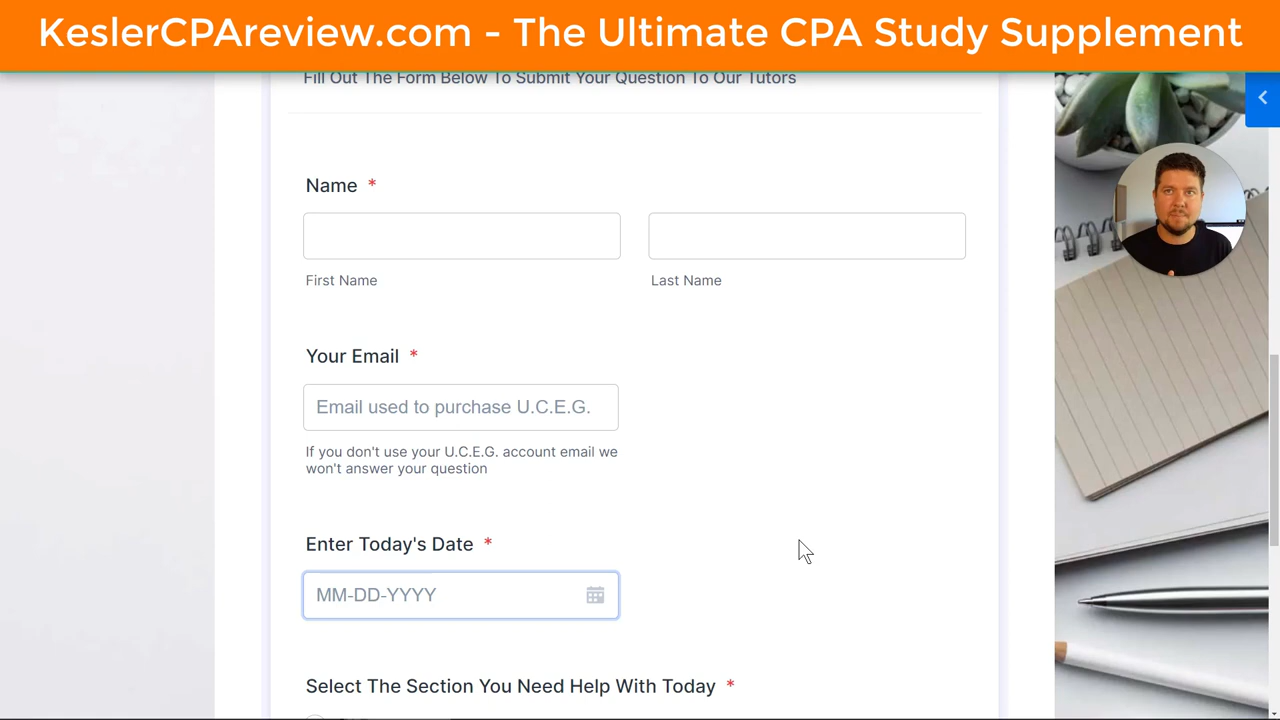 KeslerCPAreview.com - The Ultimate CPA Study Supplement
Fill Out The Form Below To Submit Your Question To Our Tutors
Name *
First Name
Last Name
Your Email *
Email used to purchase U.C.E.G.
If you don't use your U.C.E.G. account email we
won't answer your question
Enter Today's Date *
MM-DD-YYYY
Select The Section You Need Help With Today *